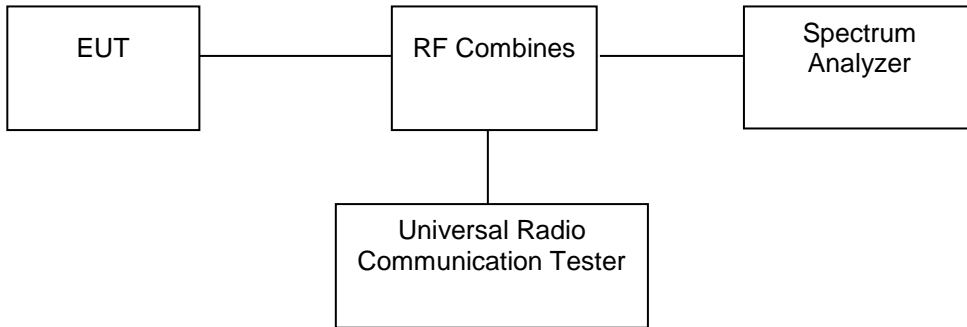 EUT
RF Combines
Spectrum
Analyzer
Universal Radio
Communication Tester